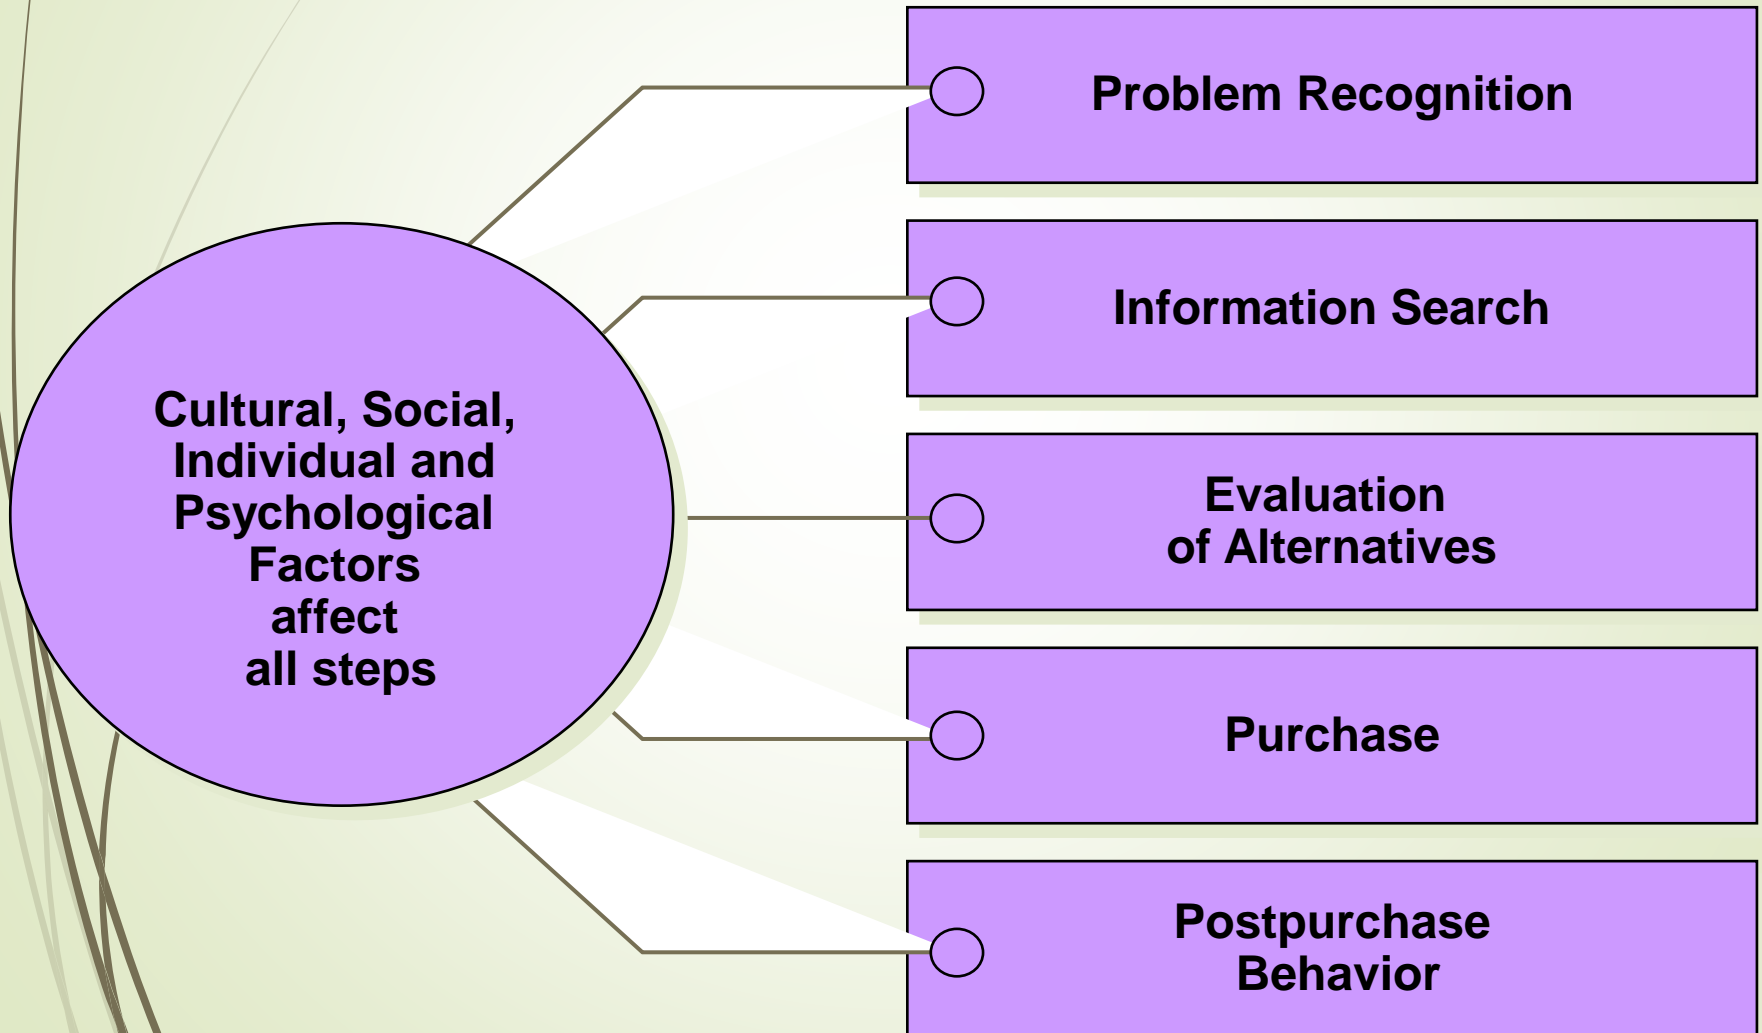 Problem Recognition
Information Search
Cultural, Social,
Individual and
Psychological
Factors
affect
all steps
Evaluation
of Alternatives
Purchase
Postpurchase
Behavior